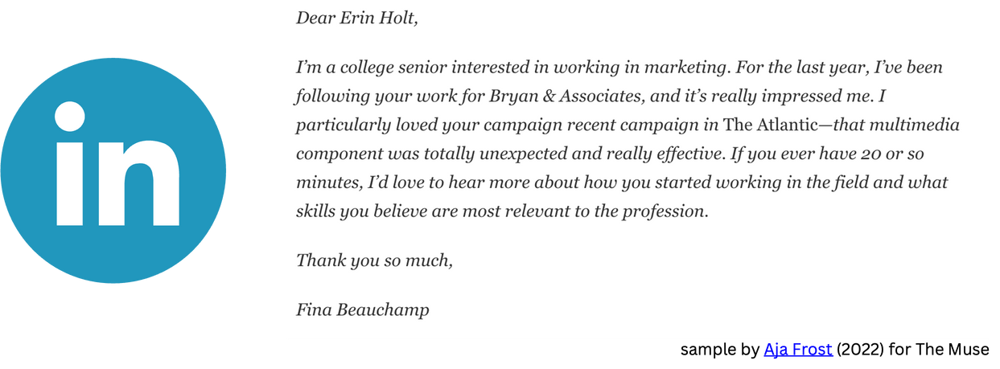 Dear Erin Holt,
in
I'm a college senior interested in working in marketing. For the last year, I've been
following your work for Bryan & Associates, and it's really impressed me. I
particularly loved your campaign recent campaign in The Atlantic—that multimedia
component was totally unexpected and really effective. If you ever have 20 or so
minutes, I'd love to hear more about how you started working in the field and what
skills you believe are most relevant to the profession.
Thank you so much,
Fina Beauchamp
sample by Aja Frost (2022) for The Muse